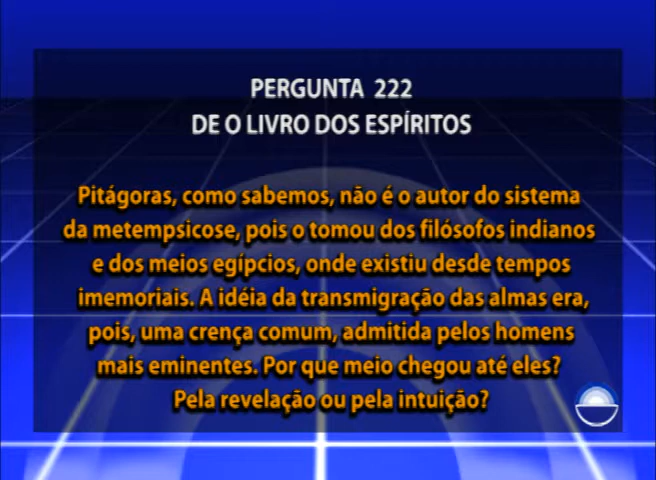 PERGUNTA 222
DE O LIVRO DOS ESPÍRITOS
Pitágoras, como sabemos, não é o autor do sistema
da metempsicose, pois o tomou dos filósofos indianos
e dos meios egípcios, onde existiu desde tempos
imemoriais. A idéia da transmigração das almas era,
pois, uma crença comum, admitida pelos homens
mais eminentes. Por que meio chegou até eles?
Pela revelação ou pela intuição?